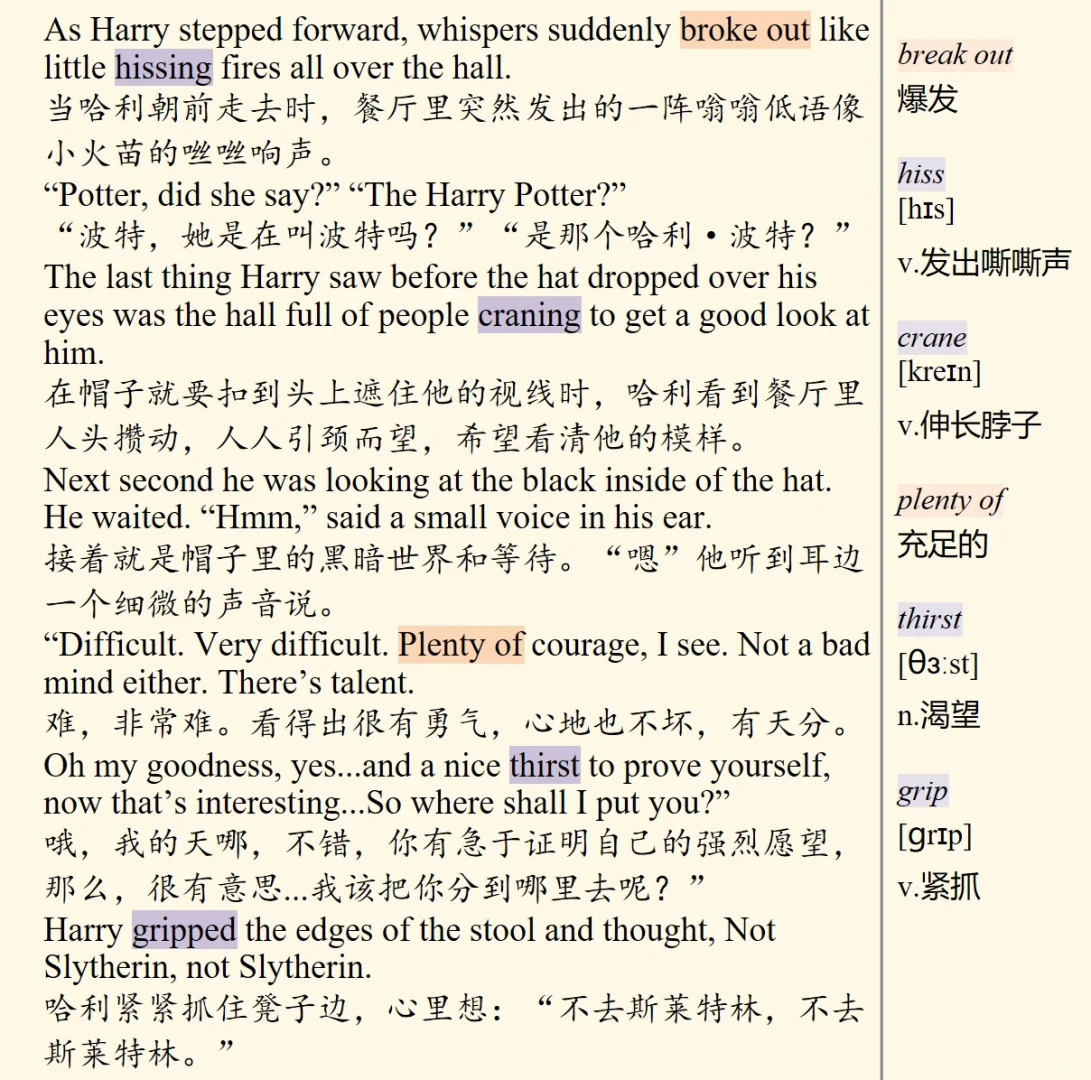 As Harry stepped forward, whispers suddenly broke out like
little hissing fires all over the hall.
当哈利朝前走去时，餐厅里突然发出的一阵嗡嗡低语像
小火苗的咝咝响声。
“Potter, did she say?” “The Harry Potter?”
“波特，她是在叫波特吗？”“是那个哈利·波特？”
The last thing Harry saw before the hat dropped over his
eyes was the hall full of people craning to get a good look at
him.
在帽子就要扣到头上遮住他的视线时，哈利看到餐厅里
人头攒动，人人引颈而望，希望看清他的模样。
Next second he was looking at the black inside of the hat.
He waited. “Hmm,” said a small voice in his ear.
接着就是帽子里的黑暗世界和等待。“嗯”他听到耳边
一个细微的声音说。
“Difficult. Very difficult. Plenty of courage, I see. Not a bad
mind either. There’s talent.
难，非常难。看得出很有勇气，心地也不坏，有天分。
Oh my goodness, yes...and a nice thirst to prove yourself,
now that’s interesting...So where shall I put you?”
哦，我的天哪，不错，你有急于证明自己的强烈愿望，
那么，很有意思...我该把你分到哪里去呢？”
Harry gripped the edges of the stool and thought, Not
Slytherin, not Slytherin.
哈利紧紧抓住凳子边，心里想：“不去斯莱特林，不去
斯莱特林。”
break out
爆发
hiss
[hɪs]
v.发出嘶嘶声
crane
[kreɪn]
v.伸长脖子
plenty of
充足的
thirst
[θɜːst]
n.渴望
grip
[ɡrɪp]
v.紧抓